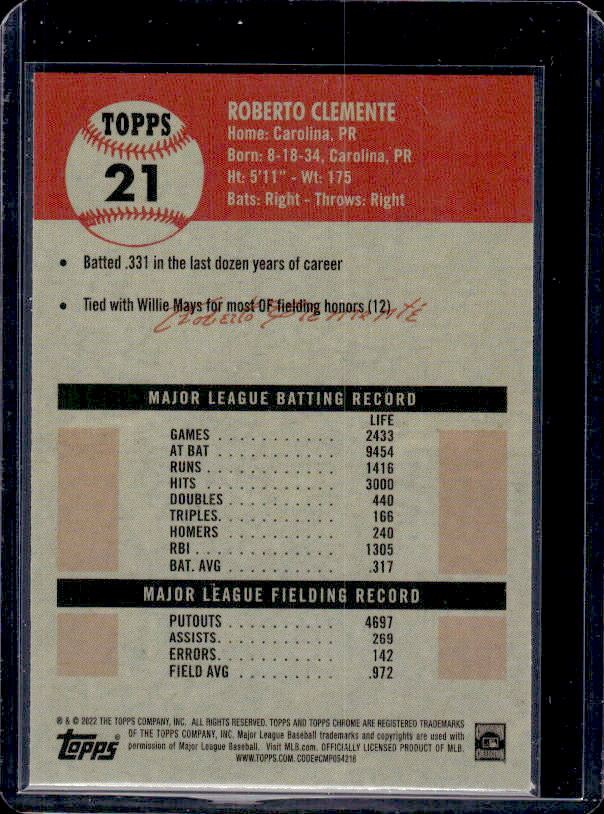 TOPPS
21
ROBERTO CLEMENTE
Home: Carolina, PR
Born: 8-18-34, Carolina, PR
Ht: 5'11" - Wt: 175
Bats: Right - Throws: Right
• Batted .331 in the last dozen years of career
• Tied with Willie Mays for most OF fielding honors (12)
Roberto Clemente
MAJOR LEAGUE BATTING RECORD
LIFE
GAMES . . . . . . . . . . . 2433
AT BAT . . . . . . . . . . . 9454
RUNS . . . . . . . . . . . 1416
HITS . . . . . . . . . . . 3000
DOUBLES . . . . . . . . . . 440
TRIPLES. . . . . . . . . . . 166
HOMERS . . . . . . . . . . 240
RBI . . . . . . . . . . . . 1305
BAT. AVG . . . . . . . . . . .317
MAJOR LEAGUE FIELDING RECORD
PUTOUTS . . . . . . . . . . 4697
ASSISTS. . . . . . . . . . . 269
ERRORS. . . . . . . . . . . 142
FIELD AVG . . . . . . . . . .972
® & © 2022 THE TOPPS COMPANY, INC. ALL RIGHTS RESERVED. TOPPS AND TOPPS CHROME ARE REGISTERED TRADEMARKS
OF THE TOPPS COMPANY, INC. Major League Baseball trademarks and copyrights are used with
permission of Major League Baseball. Visit MLB.com. OFFICIALLY LICENSED PRODUCT OF MLB.
WWW.TOPPS.COM. CODE#CMP054216
Topps®